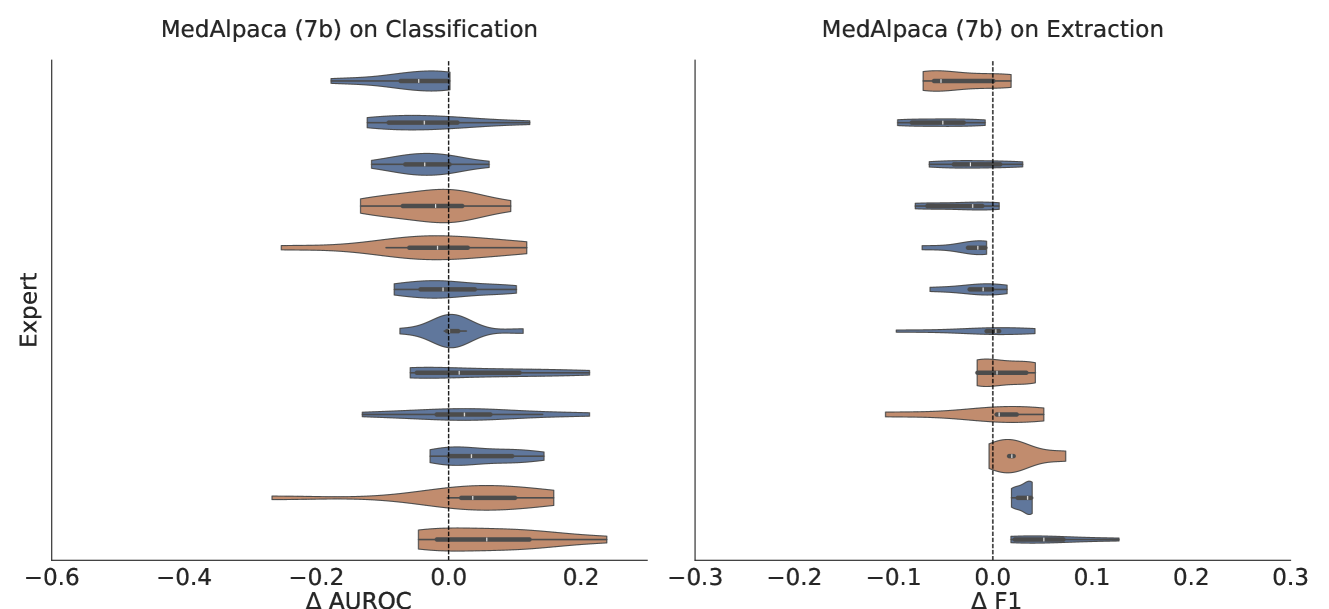 MedAlpaca (7b) on Classification
MedAlpaca (7b) on Extraction
Expert
−0.6 −0.4 −0.2 0.0 0.2
−0.3 −0.2 −0.1 0.0 0.1 0.2 0.3
Δ AUROC
Δ F1